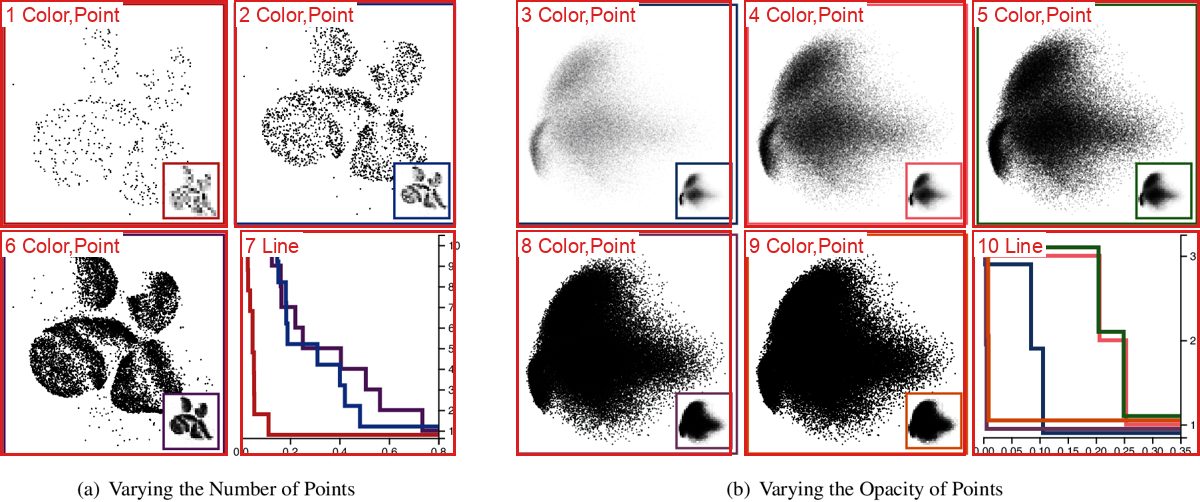 1 Color,Point
2 Color,Point
3 Color,Point
4 Color,Point
5 Color,Point
6 Color,Point
7 Line
10
9
8
7
6
5
4
3
2
1
0 0.2 0.4 0.6 0.8
8 Color,Point
9 Color,Point
10 Line
3
2
1
0.00 0.05 0.10 0.15 0.20 0.25 0.30 0.35
(a) Varying the Number of Points
(b) Varying the Opacity of Points